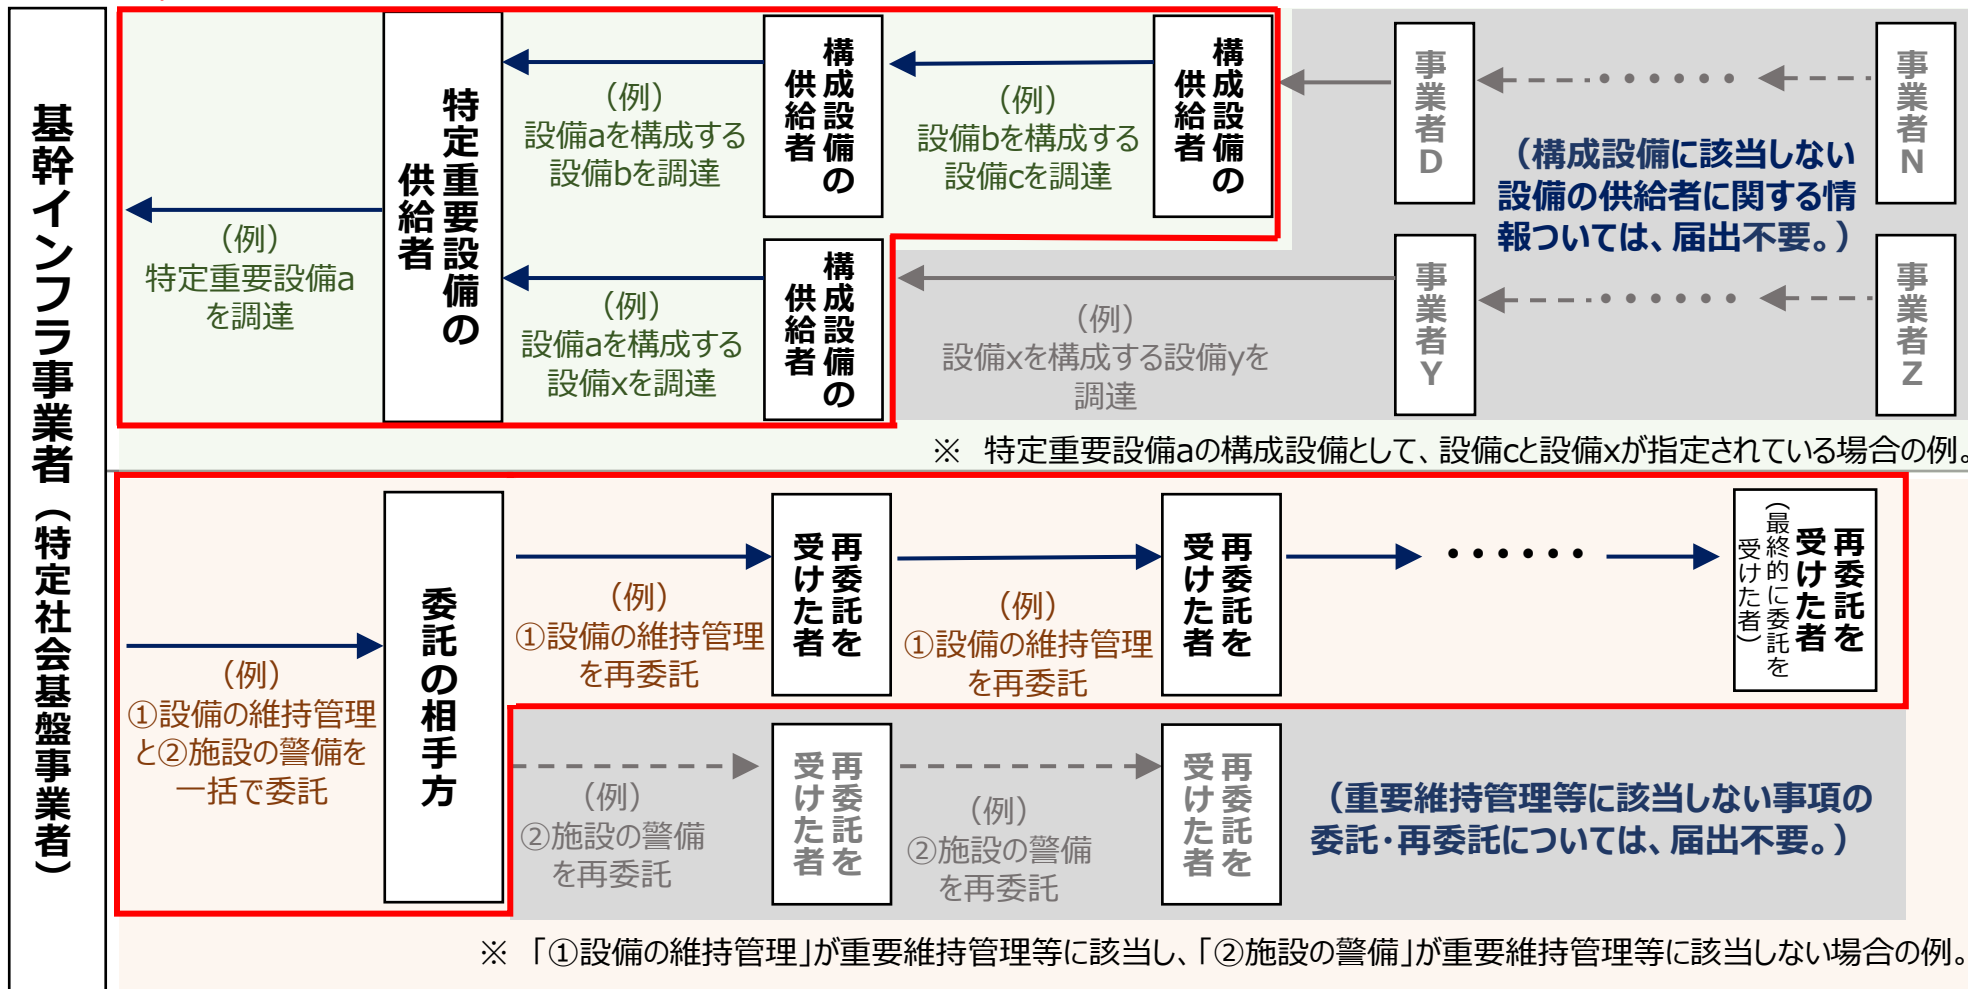 基幹インフラ事業者（特定社会基盤事業者）
（例）
特定重要設備a
を調達
特定重要設備の
供給者
（例）
設備aを構成する
設備bを調達
構成設備の
供給者
（例）
設備bを構成する
設備cを調達
構成設備の
供給者
事業者D
・・・・・・
事業者N
（構成設備に該当しない
設備の供給者に関する情
報ついては、届出不要。）
（例）
設備aを構成する
設備xを調達
構成設備の
供給者
（例）
設備xを構成する設備yを
調達
事業者Y
・・・・・・
事業者Z
※　特定重要設備aの構成設備として、設備cと設備xが指定されている場合の例。
（例）
①設備の維持管理
と②施設の警備を
一括で委託
委託の相手方
（例）
①設備の維持管理
を再委託
再委託を
受けた者
（例）
①設備の維持管理
を再委託
再委託を
受けた者
・・・・・・
再委託を
受けた者
（最終的に委託を
受けた者）
（例）
②施設の警備
を再委託
再委託を
受けた者
（例）
②施設の警備
を再委託
再委託を
受けた者
（重要維持管理等に該当しない事項の
委託・再委託については、届出不要。）
※　「①設備の維持管理」が重要維持管理等に該当し、「②施設の警備」が重要維持管理等に該当しない場合の例。